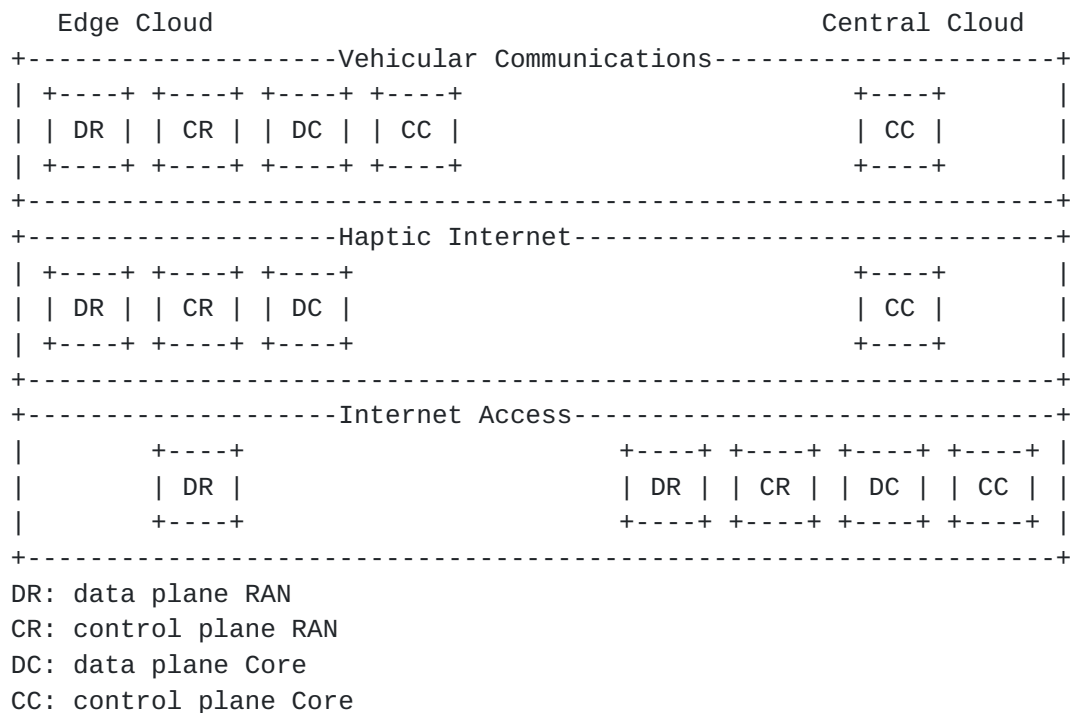 Edge Cloud                                               Central Cloud
+--------------------Vehicular Communications----------------------+
| +----+ +----+ +----+ +----+                         +----+       |
| | DR | | CR | | DC | | CC |                         | CC |       |
| +----+ +----+ +----+ +----+                         +----+       |
+------------------------------------------------------------------+
+--------------------Haptic Internet-------------------------------+
| +----+ +----+ +----+                                +----+       |
| | DR | | CR | | DC |                                | CC |       |
| +----+ +----+ +----+                                +----+       |
+------------------------------------------------------------------+
+--------------------Internet Access-------------------------------+
|        +----+                        +----+ +----+ +----+ +----+ |
|        | DR |                        | DR | | CR | | DC | | CC | |
|        +----+                        +----+ +----+ +----+ +----+ |
+------------------------------------------------------------------+
DR: data plane RAN
CR: control plane RAN
DC: data plane Core
CC: control plane Core